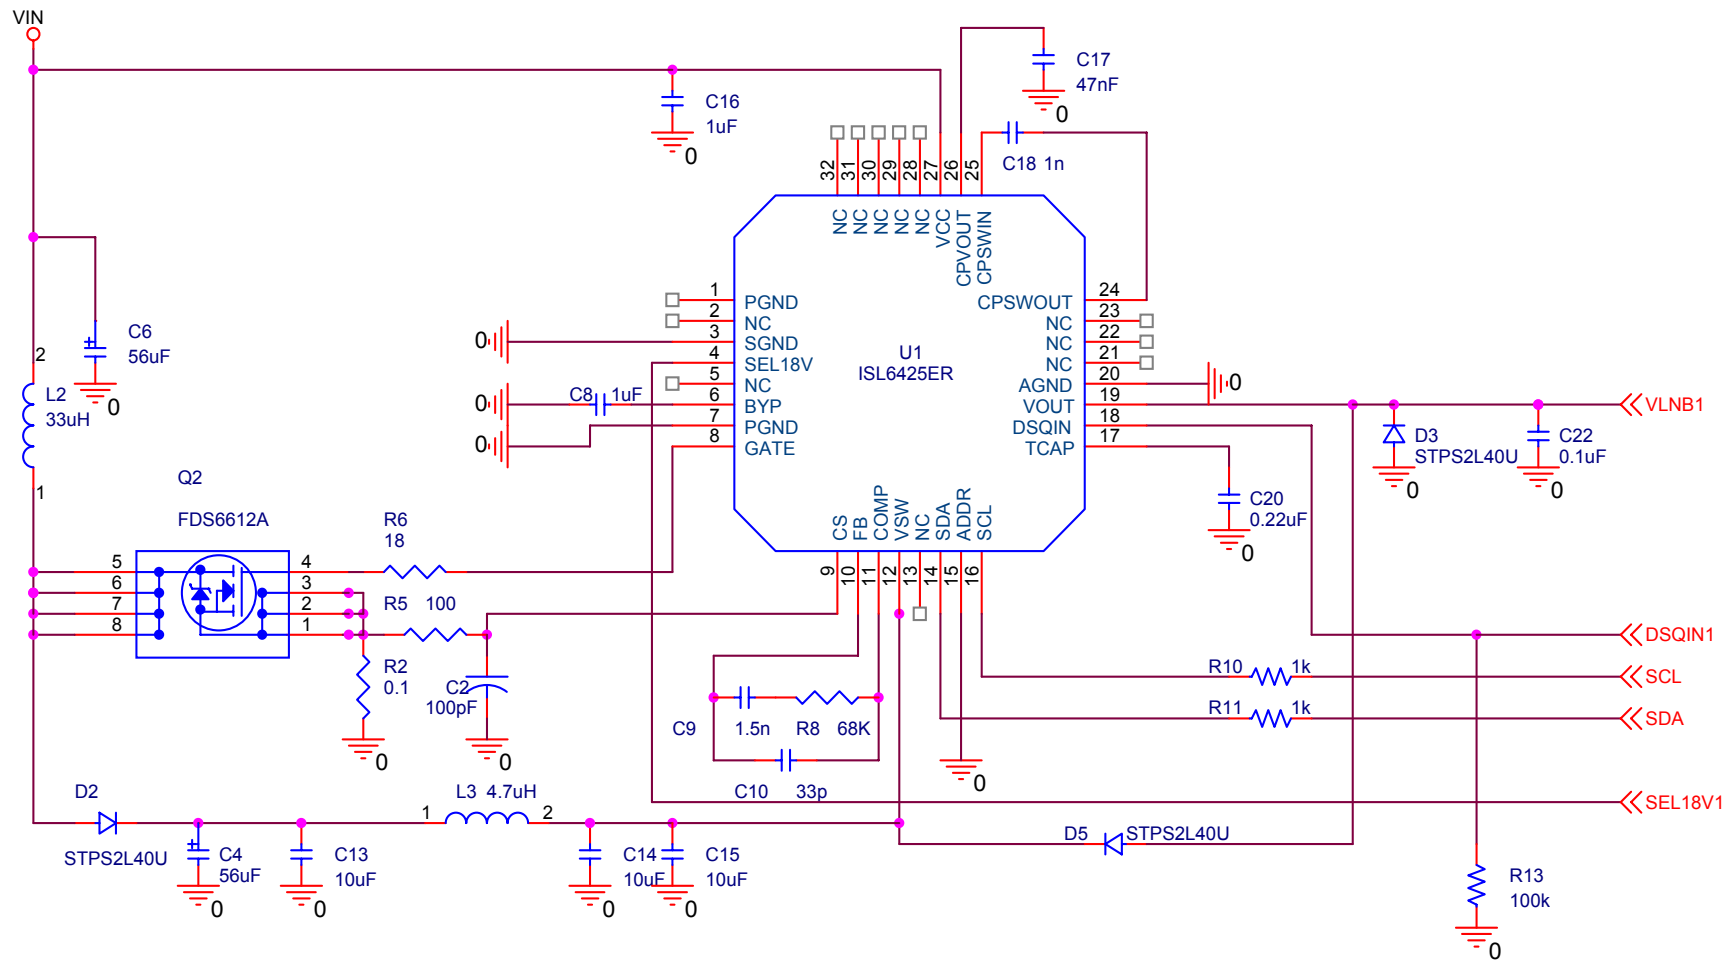 VIN
C17
47nF
0
C16
1uF
0
C18 1n
32
31
30
29
28
27
26
25
NC
NC
NC
NC
NC
VCC
CPVOUT
CPSWIN
1 PGND
2 NC
3 SGND
4 SEL18V
5 NC
6 BYP
7 PGND
8 GATE
U1
ISL6425ER
CPSWOUT 24
NC 23
NC 22
NC 21
AGND 20
VOUT 19
DSQIN 18
TCAP 17
0
0
C8 1uF
0
0
C6
56uF
0
2
L2
33uH
1
VLNB1
D3
STPS2L40U
0
C22
0.1uF
0
C20
0.22uF
0
Q2
FDS6612A
R6
18
5
6
7
8
4
3
2
1
R5 100
R2
0.1
0
C2
100pF
0
CS
FB
COMP
VSW
NC
SDA
ADDR
SCL
9
10
11
12
13
14
15
16
C9 1.5n R8 68K
C10 33p
0
DSQIN1
R10 1k SCL
R11 1k SDA
SEL18V1
D2
STPS2L40U
L3 4.7uH
1 2
C4
56uF
0
C13
10uF
0
C14
10uF
0
C15
10uF
0
D5 STPS2L40U
R13
100k
0